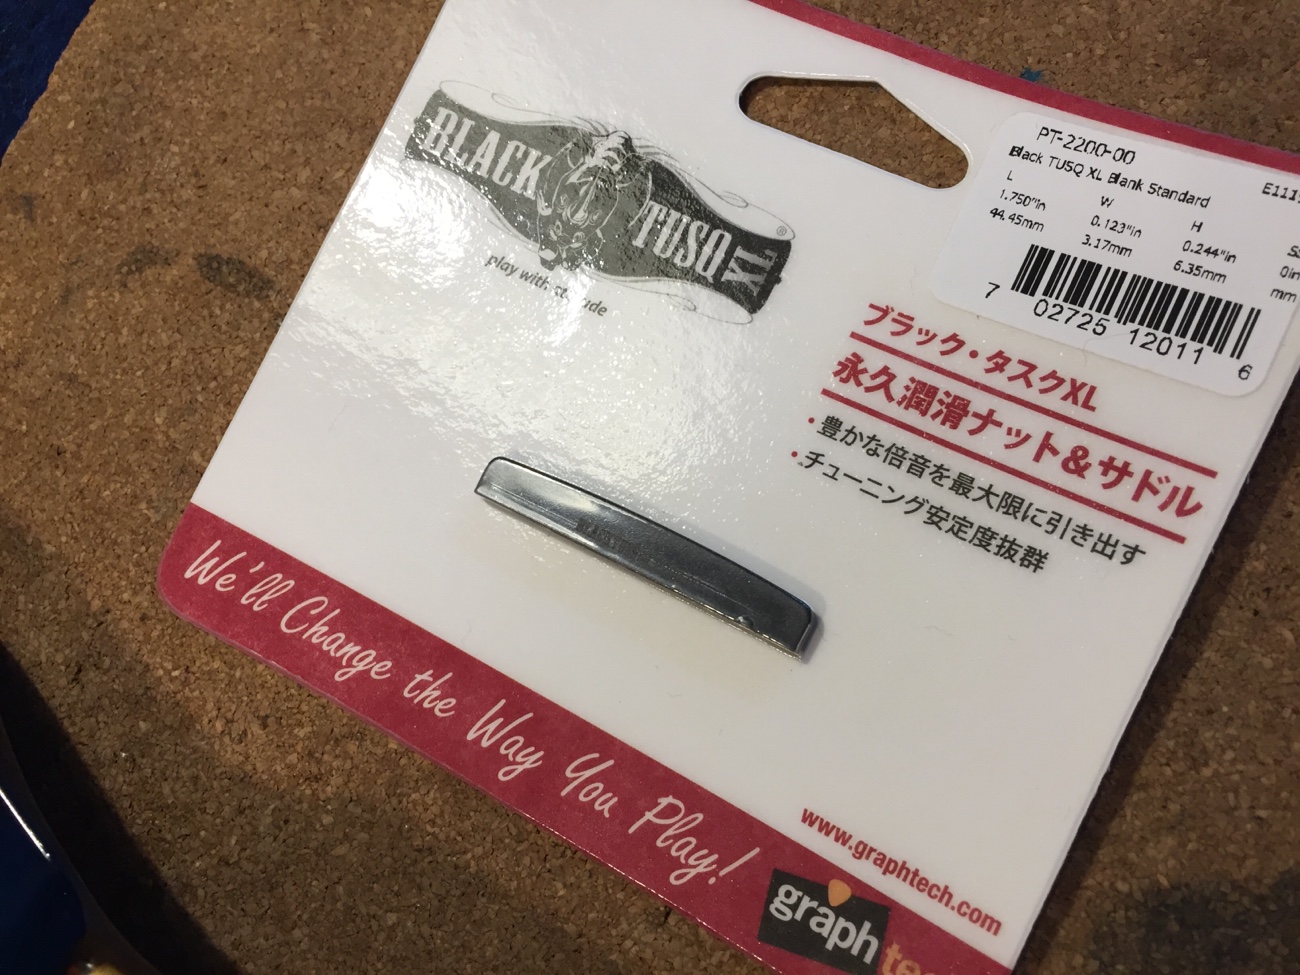 BLACK TUSQ XL ®
play with attitude
PT-2200-00
Black TUSQ XL Blank Standard
L W H
1.750"in 0.123"in 0.244"in 0in
44.45mm 3.17mm 6.35mm mm
7 02725 12011 6
ブラック・タスクXL
永久潤滑ナット&サドル
・豊かな倍音を最大限に引き出す
・チューニング安定度抜群
We'll Change the Way You Play!
www.graphtech.com
graph